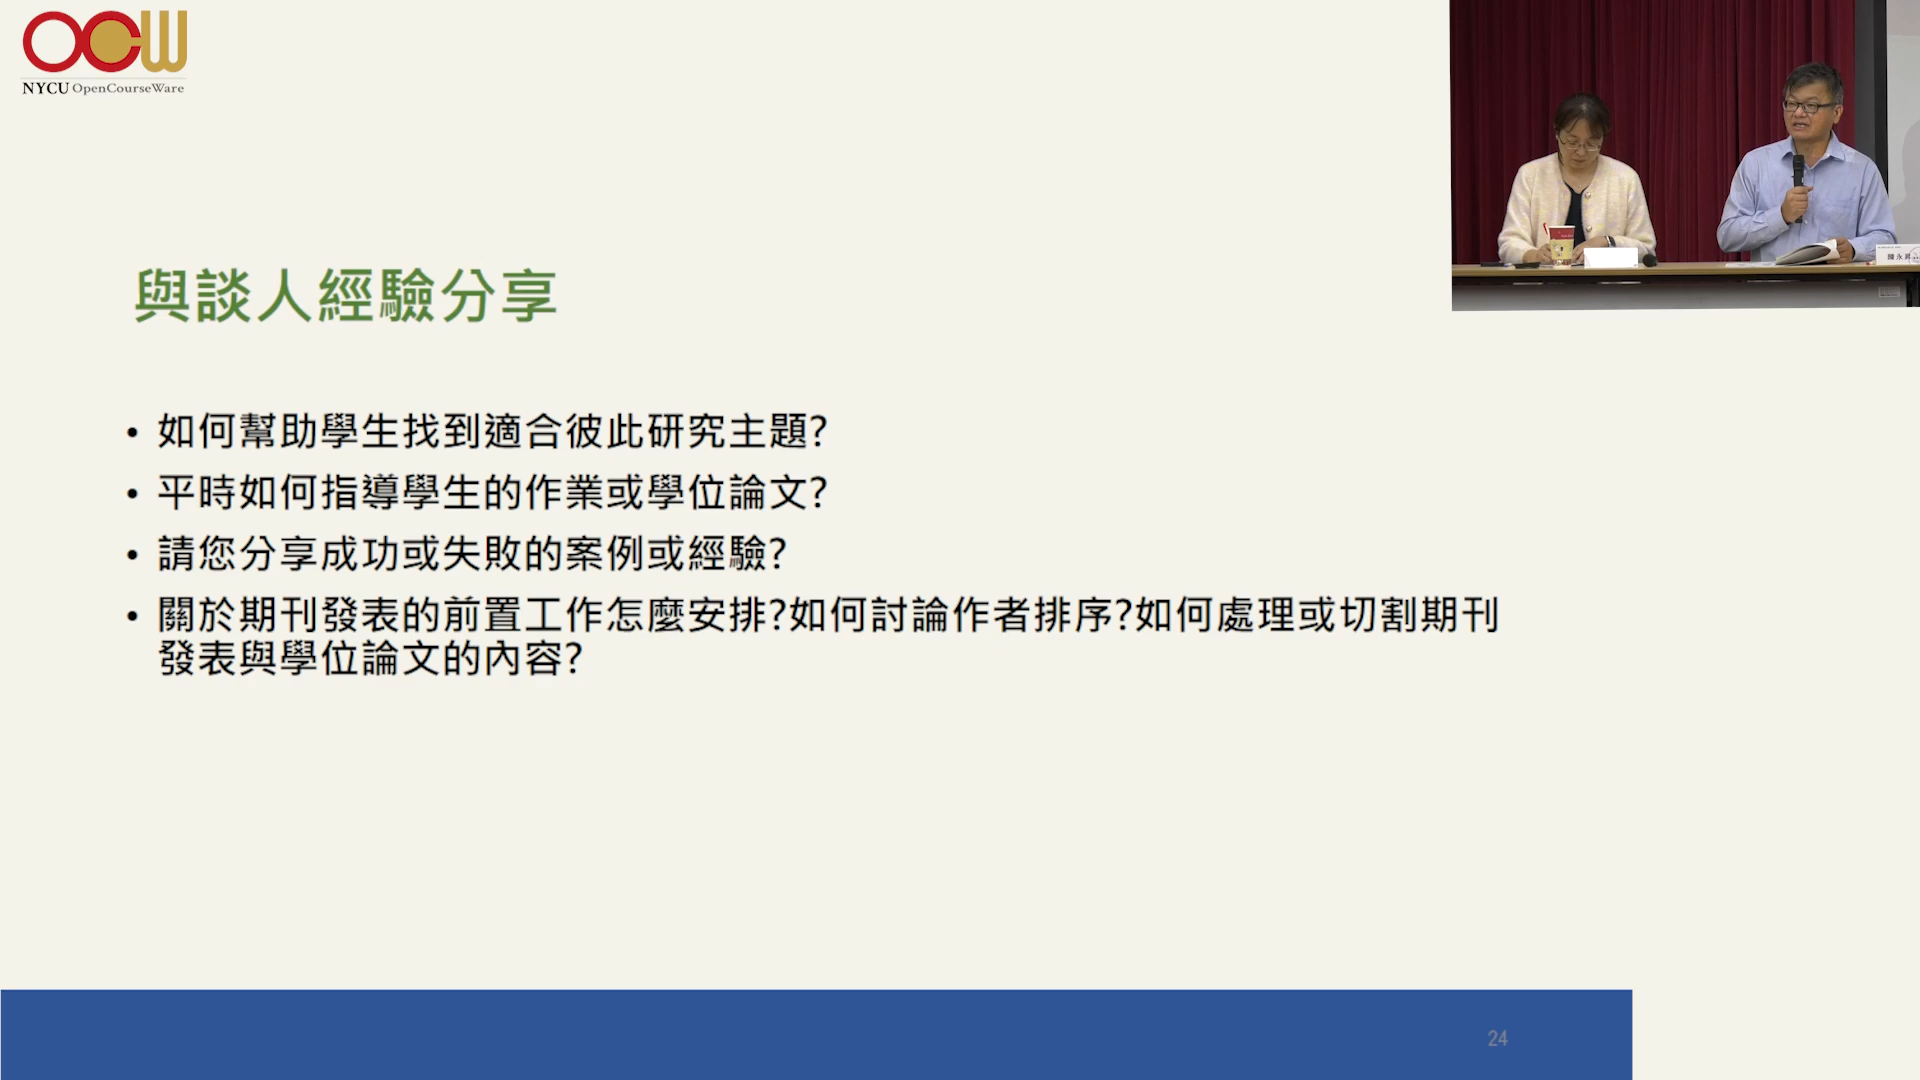 OCW
NYCU OpenCourseWare
與談人經驗分享
• 如何幫助學生找到適合彼此研究主題?
• 平時如何指導學生的作業或學位論文?
• 請您分享成功或失敗的案例或經驗?
• 關於期刊發表的前置工作怎麼安排?如何討論作者排序?如何處理或切割期刊
發表與學位論文的內容?
24